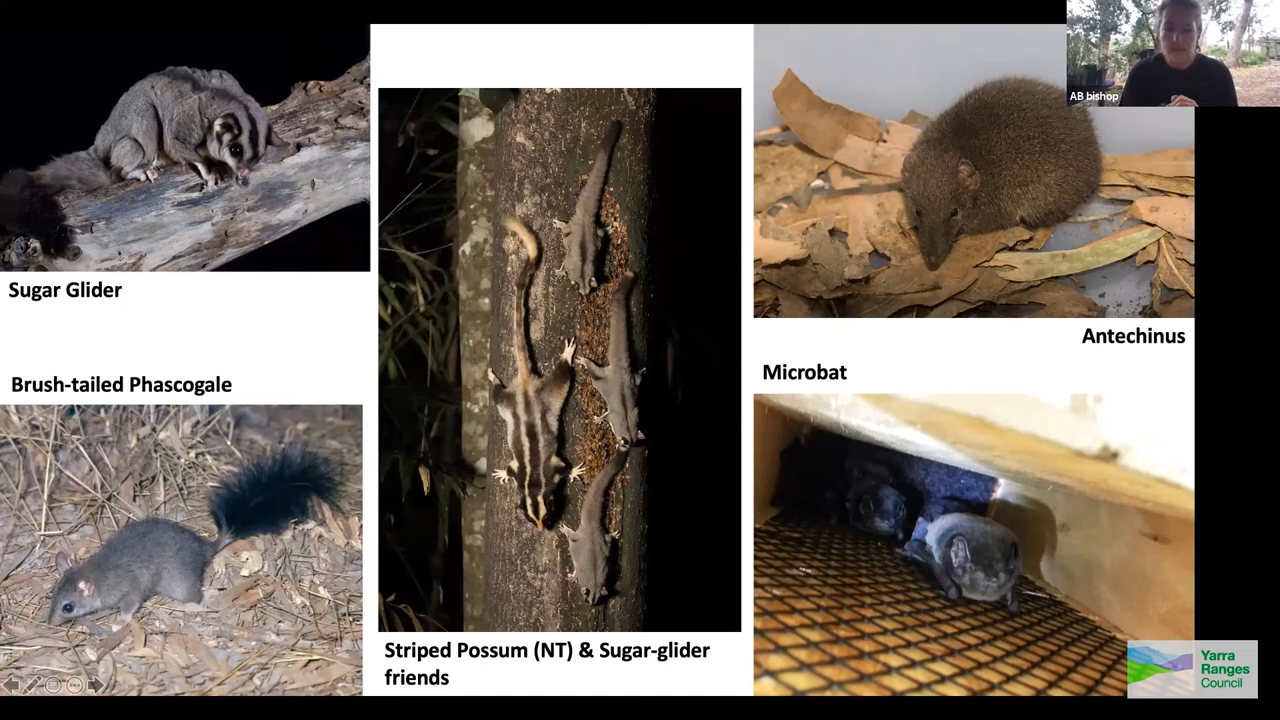 AB bishop
Sugar Glider
Antechinus
Microbat
Brush-tailed Phascogale
Striped Possum (NT) & Sugar-glider
friends
Yarra
Ranges
Council